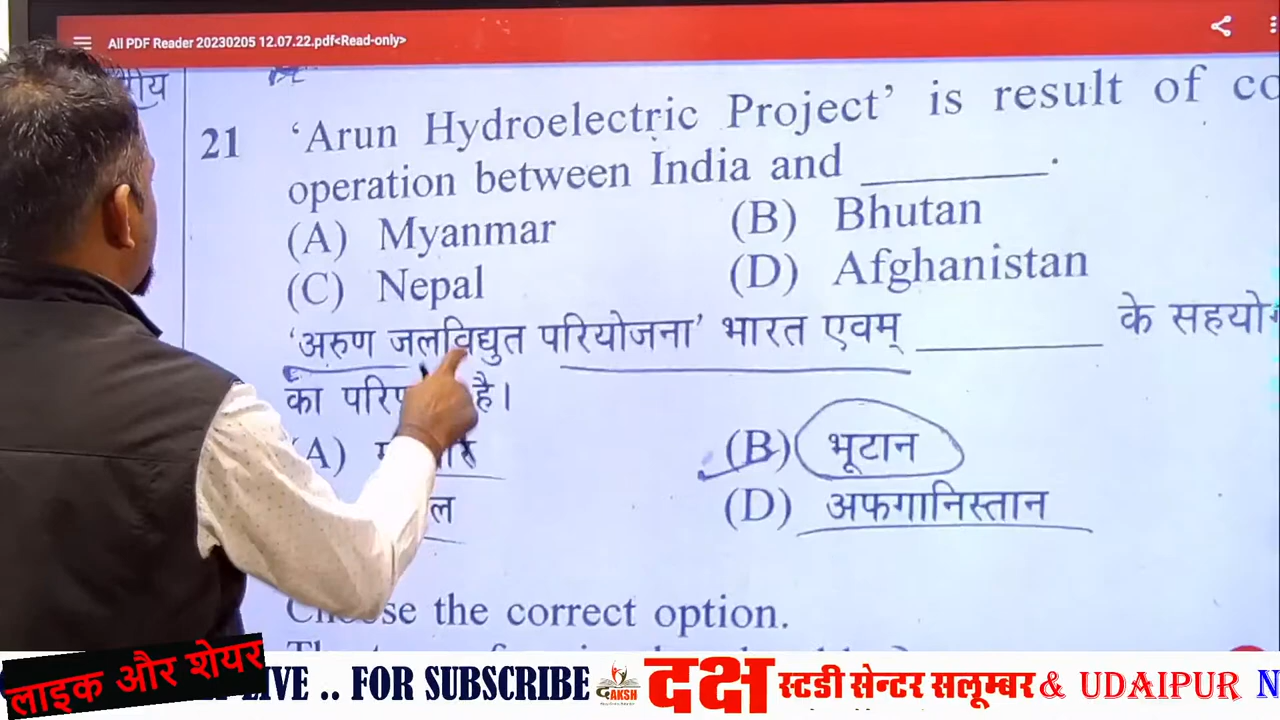 All PDF Reader 20230205 12.07.22.pdf<Read-only>
21 'Arun Hydroelectric Project' is result of co
operation between India and ________.
(A) Myanmar (B) Bhutan
(C) Nepal (D) Afghanistan
'अरुण जलविद्युत परियोजना' भारत एवम् ________ के सहयो
का है।
(A) (B) भूटान
(D) अफगानिस्तान
the correct option.
लाइक और शेयर
LIVE .. FOR SUBSCRIBE DAKSH दक्ष स्टडी सेन्टर सलूम्बर & UDAIPUR N